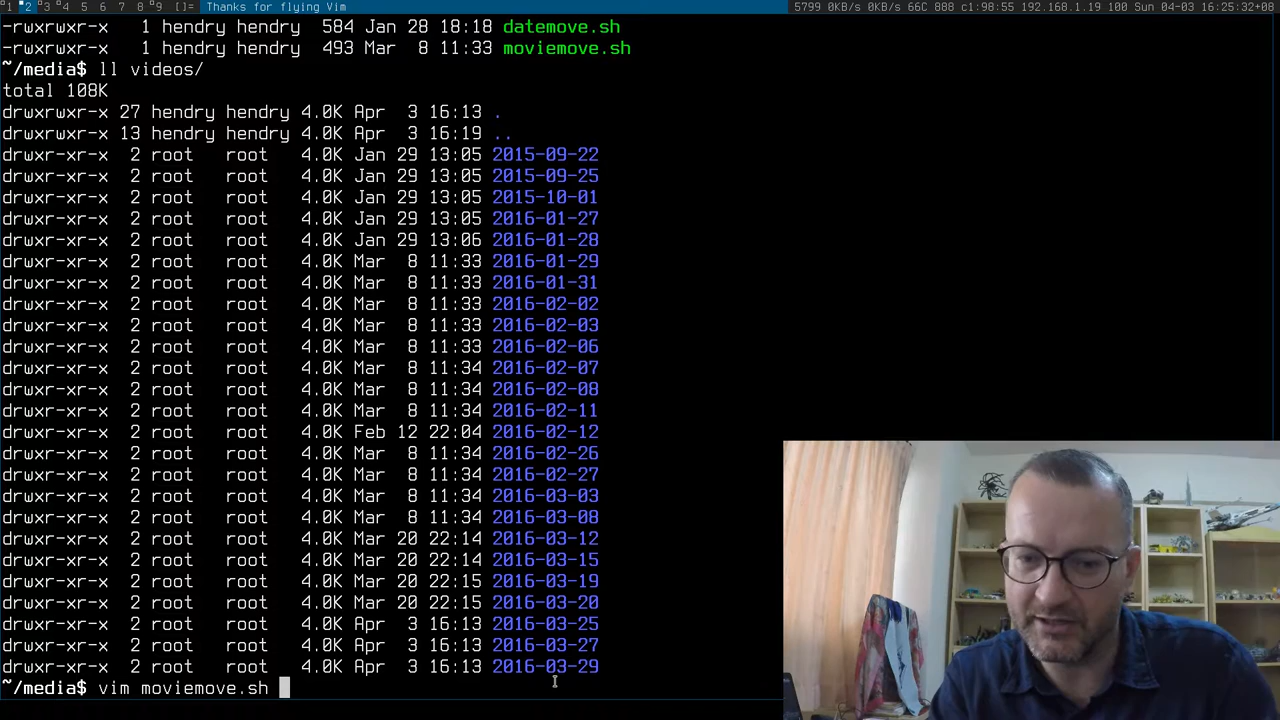 1 2 3 4 5 6 7 8 9 []= Thanks for flying Vim 5799 0KB/s 0KB/s 66C 888 c1:98:55 192.168.1.19 100 Sun 04-03 16:25:32+08
-rwxrwxr-x 1 hendry hendry 584 Jan 28 18:18 datemove.sh
-rwxrwxr-x 1 hendry hendry 493 Mar 8 11:33 moviemove.sh
~/media$ ll videos/
total 108K
drwxrwxr-x 27 hendry hendry 4.0K Apr 3 16:13 .
drwxrwxr-x 13 hendry hendry 4.0K Apr 3 16:19 ..
drwxr-xr-x 2 root root 4.0K Jan 29 13:05 2015-09-22
drwxr-xr-x 2 root root 4.0K Jan 29 13:05 2015-09-25
drwxr-xr-x 2 root root 4.0K Jan 29 13:05 2015-10-01
drwxr-xr-x 2 root root 4.0K Jan 29 13:05 2016-01-27
drwxr-xr-x 2 root root 4.0K Jan 29 13:06 2016-01-28
drwxr-xr-x 2 root root 4.0K Mar 8 11:33 2016-01-29
drwxr-xr-x 2 root root 4.0K Mar 8 11:33 2016-01-31
drwxr-xr-x 2 root root 4.0K Mar 8 11:33 2016-02-02
drwxr-xr-x 2 root root 4.0K Mar 8 11:33 2016-02-03
drwxr-xr-x 2 root root 4.0K Mar 8 11:33 2016-02-06
drwxr-xr-x 2 root root 4.0K Mar 8 11:34 2016-02-07
drwxr-xr-x 2 root root 4.0K Mar 8 11:34 2016-02-08
drwxr-xr-x 2 root root 4.0K Mar 8 11:34 2016-02-11
drwxr-xr-x 2 root root 4.0K Feb 12 22:04 2016-02-12
drwxr-xr-x 2 root root 4.0K Mar 8 11:34 2016-02-26
drwxr-xr-x 2 root root 4.0K Mar 8 11:34 2016-02-27
drwxr-xr-x 2 root root 4.0K Mar 8 11:34 2016-03-03
drwxr-xr-x 2 root root 4.0K Mar 8 11:34 2016-03-08
drwxr-xr-x 2 root root 4.0K Mar 20 22:14 2016-03-12
drwxr-xr-x 2 root root 4.0K Mar 20 22:14 2016-03-15
drwxr-xr-x 2 root root 4.0K Mar 20 22:15 2016-03-19
drwxr-xr-x 2 root root 4.0K Mar 20 22:15 2016-03-20
drwxr-xr-x 2 root root 4.0K Apr 3 16:13 2016-03-25
drwxr-xr-x 2 root root 4.0K Apr 3 16:13 2016-03-27
drwxr-xr-x 2 root root 4.0K Apr 3 16:13 2016-03-29
~/media$ vim moviemove.sh